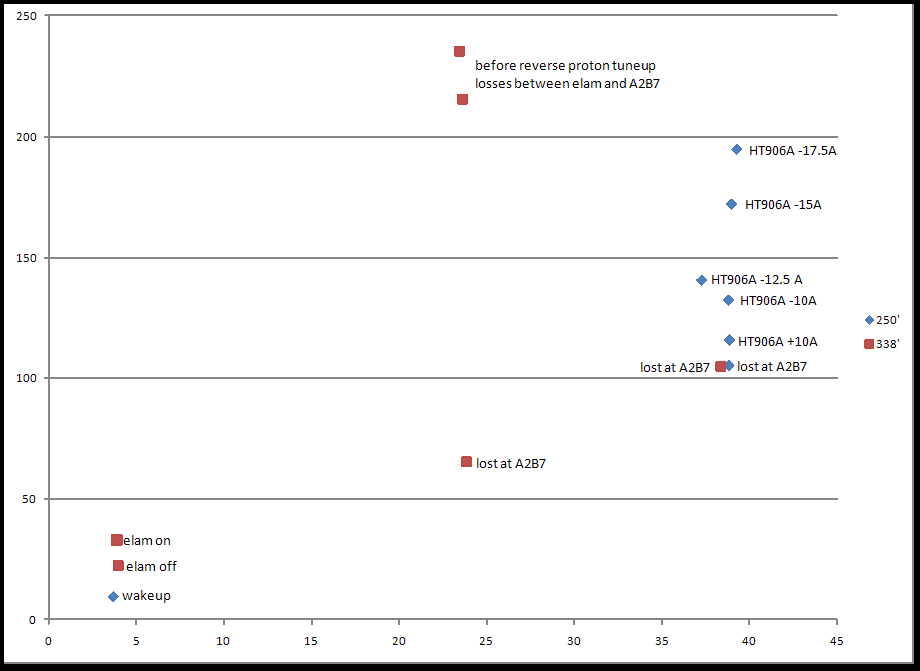 250
before reverse proton tuneup
losses between elam and A2B7
200
HT906A -17.5A
HT906A -15A
150
HT906A -12.5 A
HT906A -10A
250'
HT906A +10A
338'
lost at A2B7
lost at A2B7
100
lost at A2B7
50
elam on
elam off
wakeup
0
0 5 10 15 20 25 30 35 40 45